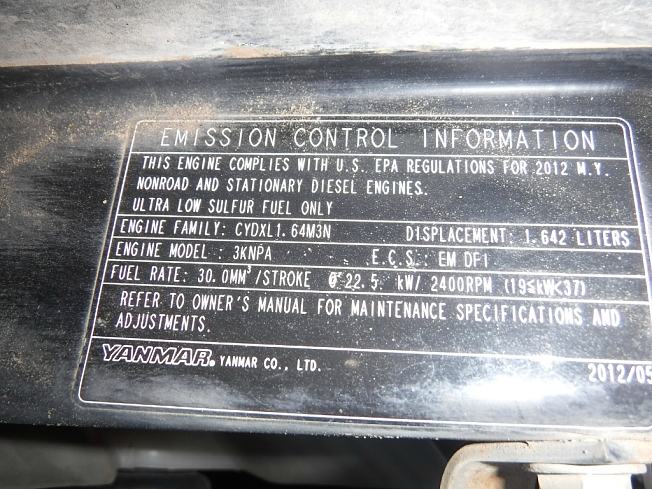 EMISSION CONTROL INFORMATION
THIS ENGINE COMPLIES WITH U.S. EPA REGULATIONS FOR 2012 M.Y.
NONROAD AND STATIONARY DIESEL ENGINES.
ULTRA LOW SULFUR FUEL ONLY
ENGINE FAMILY: CYDXL1.64M3N DISPLACEMENT: 1.642 LITERS
ENGINE MODEL : 3KNPA E.C.S: EM DFI
FUEL RATE: 30.0MM³/STROKE @ 22.5 kW/ 2400RPM (19≤kW<37)
REFER TO OWNER'S MANUAL FOR MAINTENANCE SPECIFICATIONS AND
ADJUSTMENTS.
YANMAR. YANMAR CO., LTD. 2012/05